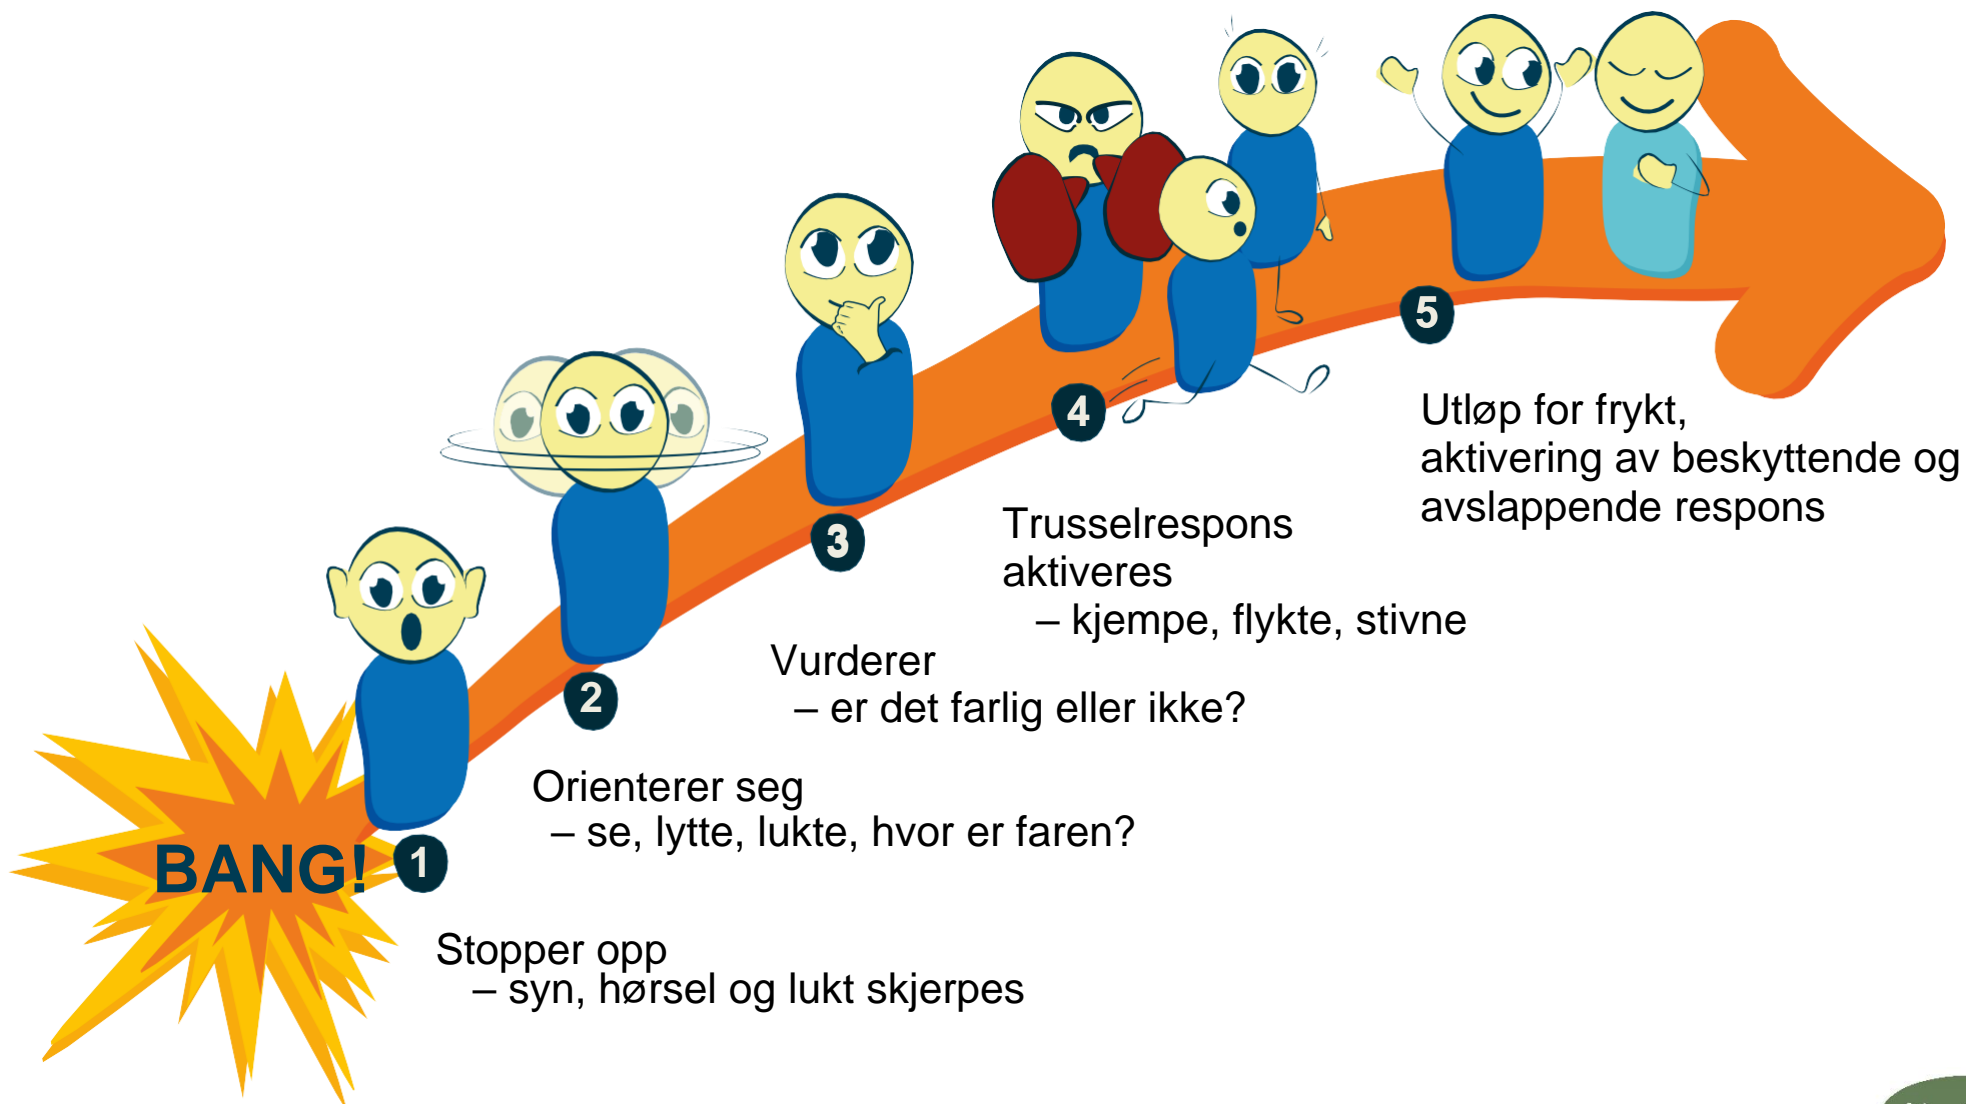 BANG!
1
Stopper opp
– syn, hørsel og lukt skjerpes
2
Orienterer seg
– se, lytte, lukte, hvor er faren?
3
Vurderer
– er det farlig eller ikke?
4
Trusselrespons
aktiveres
– kjempe, flykte, stivne
5
Utløp for frykt,
aktivering av beskyttende og
avslappende respons